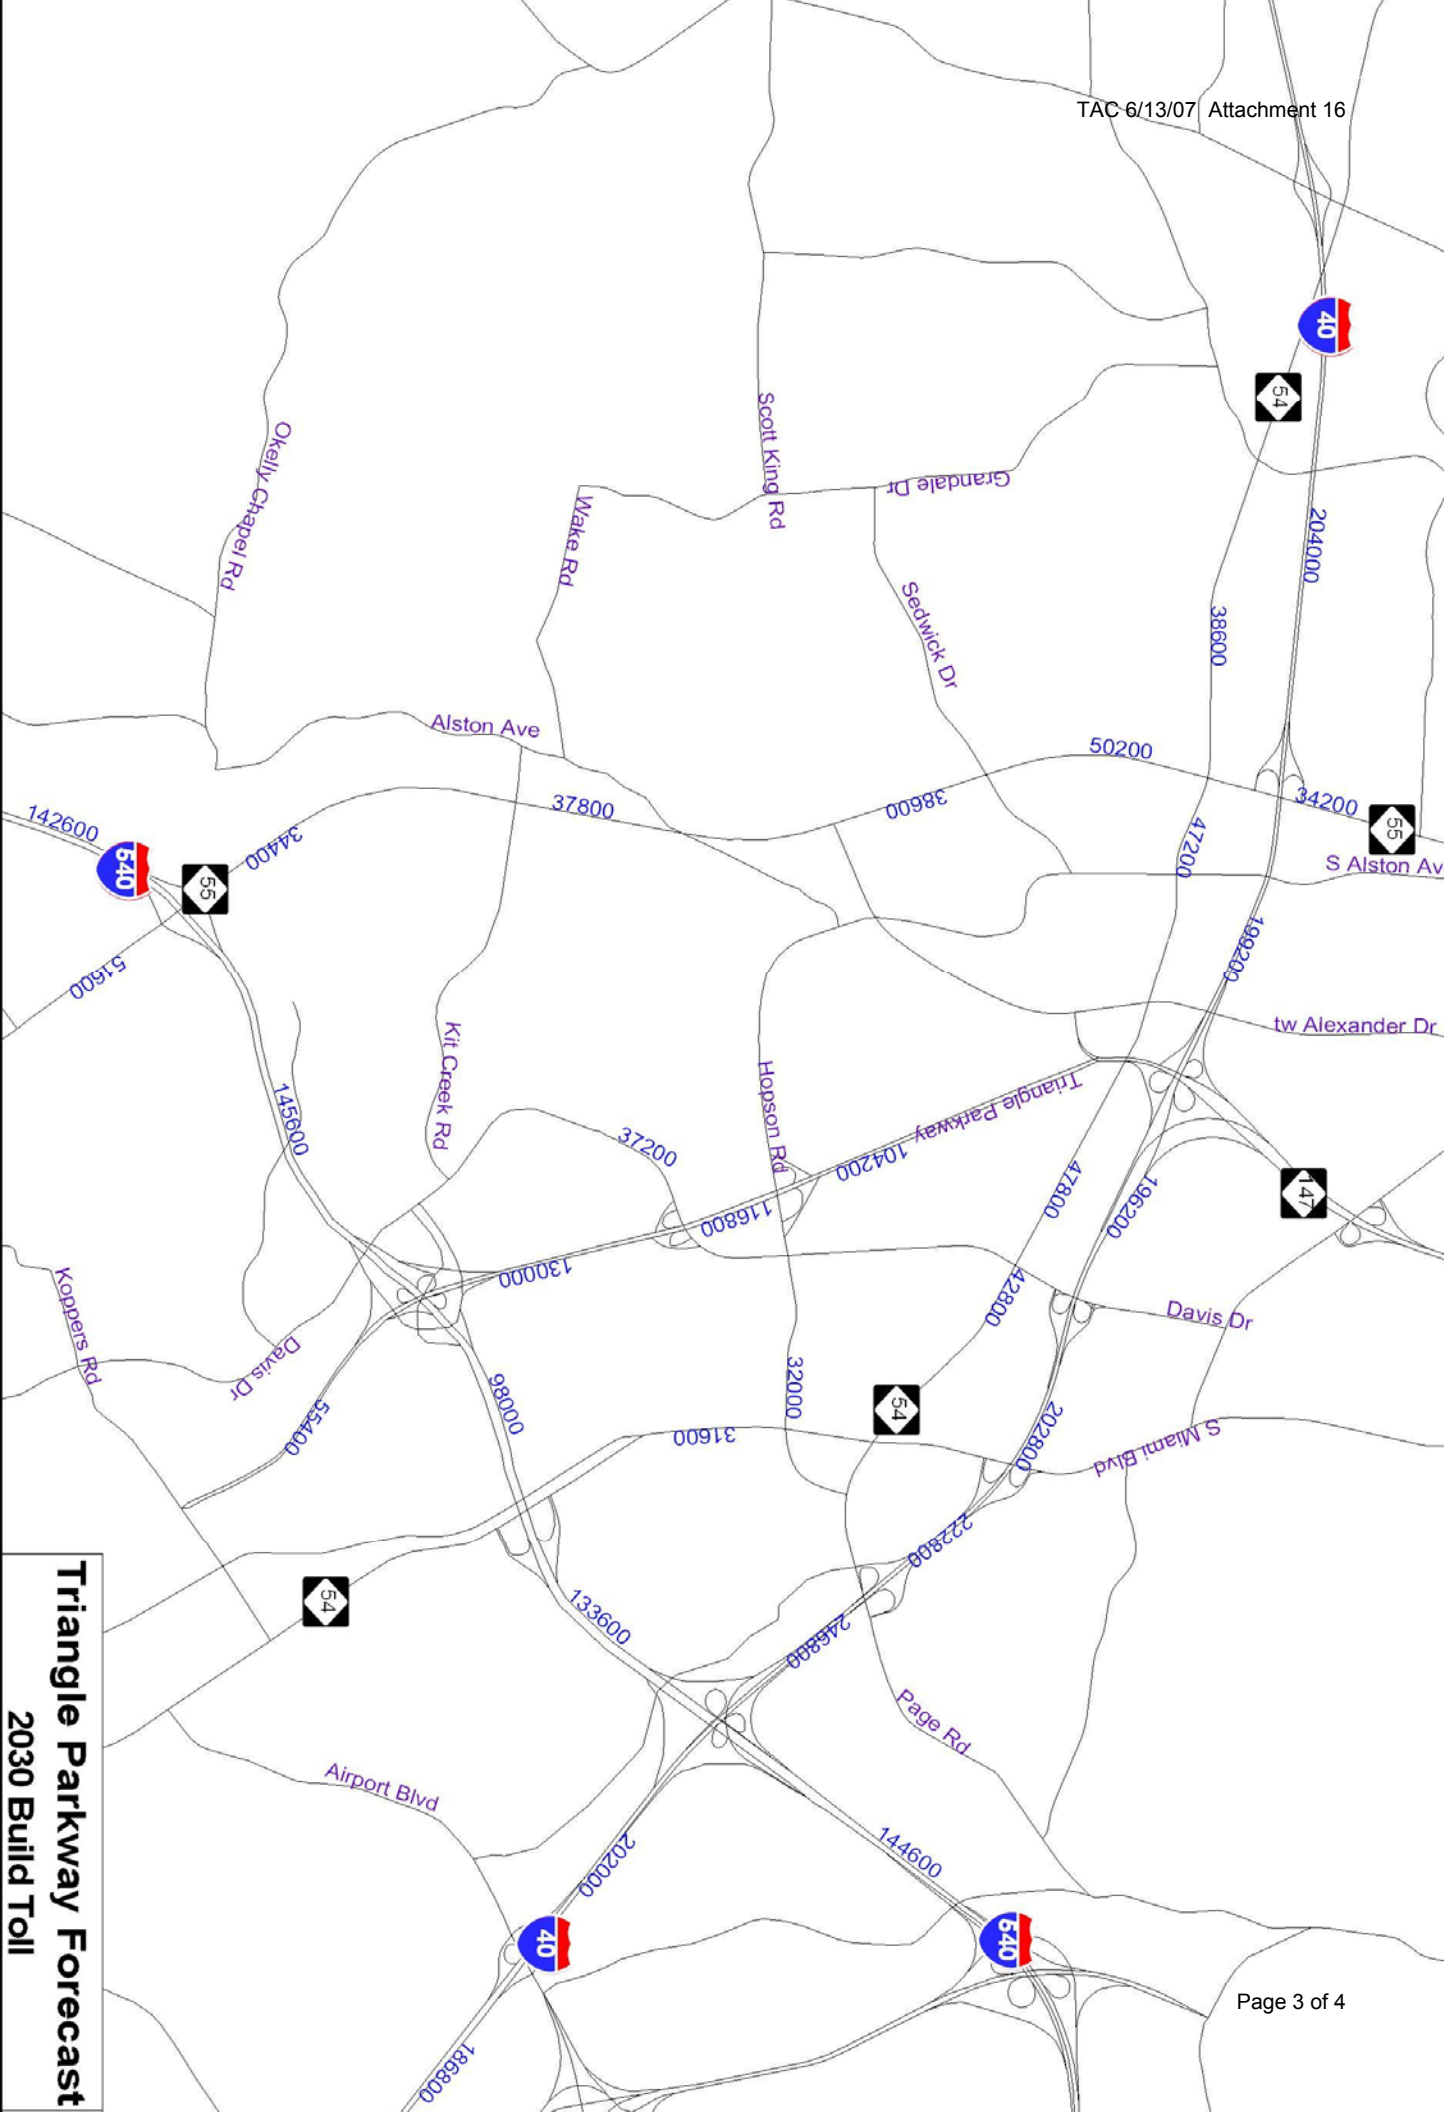 TAC 6/13/07 Attachment 16
40
54
Okelly Chapel Rd
Scott King Rd
Grandale Dr
Wake Rd
204000
Sedwick Dr
38600
Alston Ave
50200
142600
37800
38600
34200
34400
47200
55
640
55
S Alston Av
51600
199200
tw Alexander Dr
Kit Creek Rd
Hopson Rd
Triangle Parkway
145600
37200
104200
47800
196200
147
116800
130000
42800
Koppers Rd
Davis Dr
Davis Dr
98000
32000
55400
54
31600
202800
S Miami Blvd
222800
54
133600
246800
Page Rd
Airport Blvd
202000
144600
40
640
186800
Triangle Parkway Forecast
2030 Build Toll
Page 3 of 4